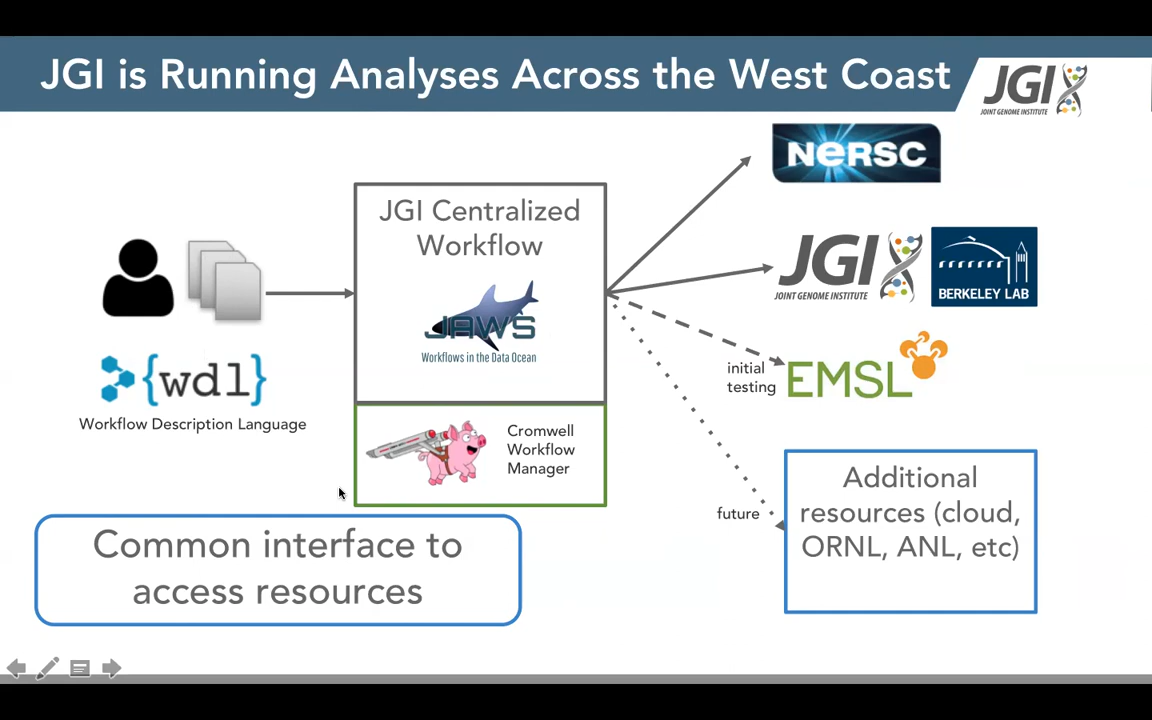 JGI is Running Analyses Across the West Coast
JGI
JOINT GENOME INSTITUTE
NERSC
JGI Centralized
Workflow
JAWS
Workflows in the Data Ocean
JGI
JOINT GENOME INSTITUTE
BERKELEY LAB
{wdl}
Workflow Description Language
initial
testing
EMSL
Cromwell
Workflow
Manager
future
Additional
resources (cloud,
ORNL, ANL, etc)
Common interface to
access resources